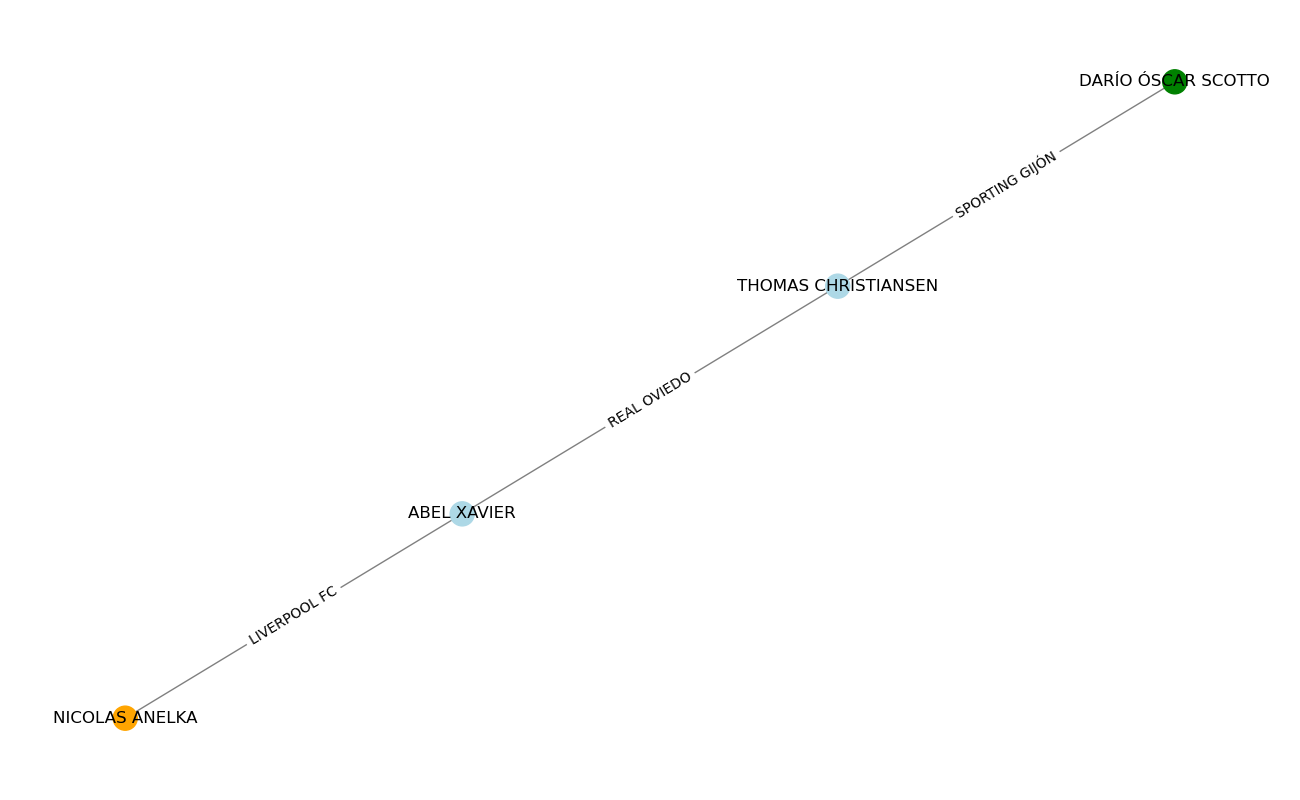 DARÍO ÓSCAR SCOTTO
SPORTING GIJÓN
THOMAS CHRISTIANSEN
REAL OVIEDO
ABEL XAVIER
LIVERPOOL FC
NICOLAS ANELKA